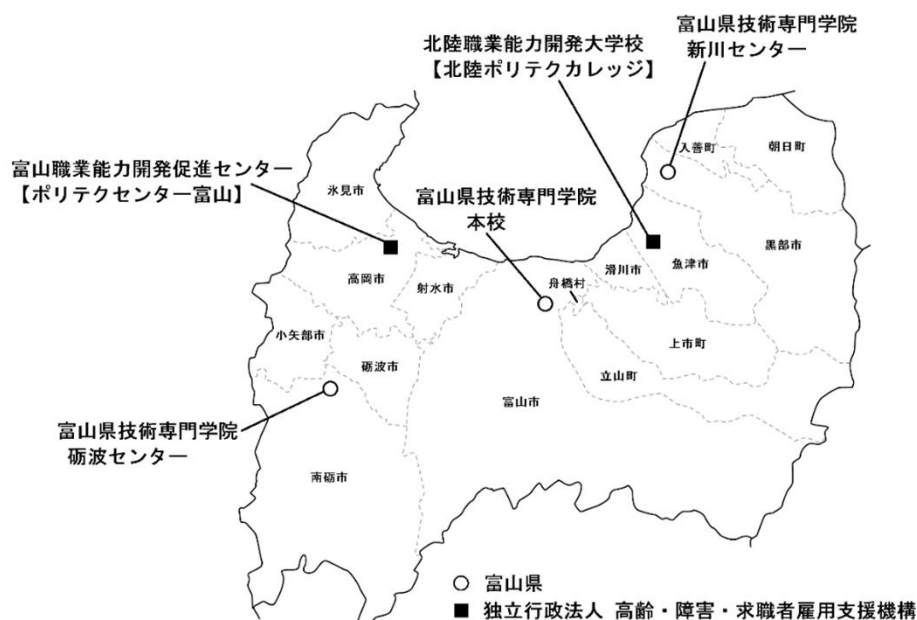 富山県技術専門学院
新川センター
北陸職業能力開発大学校
【北陸ポリテクカレッジ】
富山職業能力開発促進センター
【ポリテクセンター富山】
富山県技術専門学院
本校
入善町
朝日町
氷見市
黒部市
魚津市
滑川市
舟橋村
高岡市
射水市
小矢部市
砺波市
上市町
立山町
富山市
富山県技術専門学院
砺波センター
南砺市
富山県
独立行政法人 高齢・障害・求職者雇用支援機構